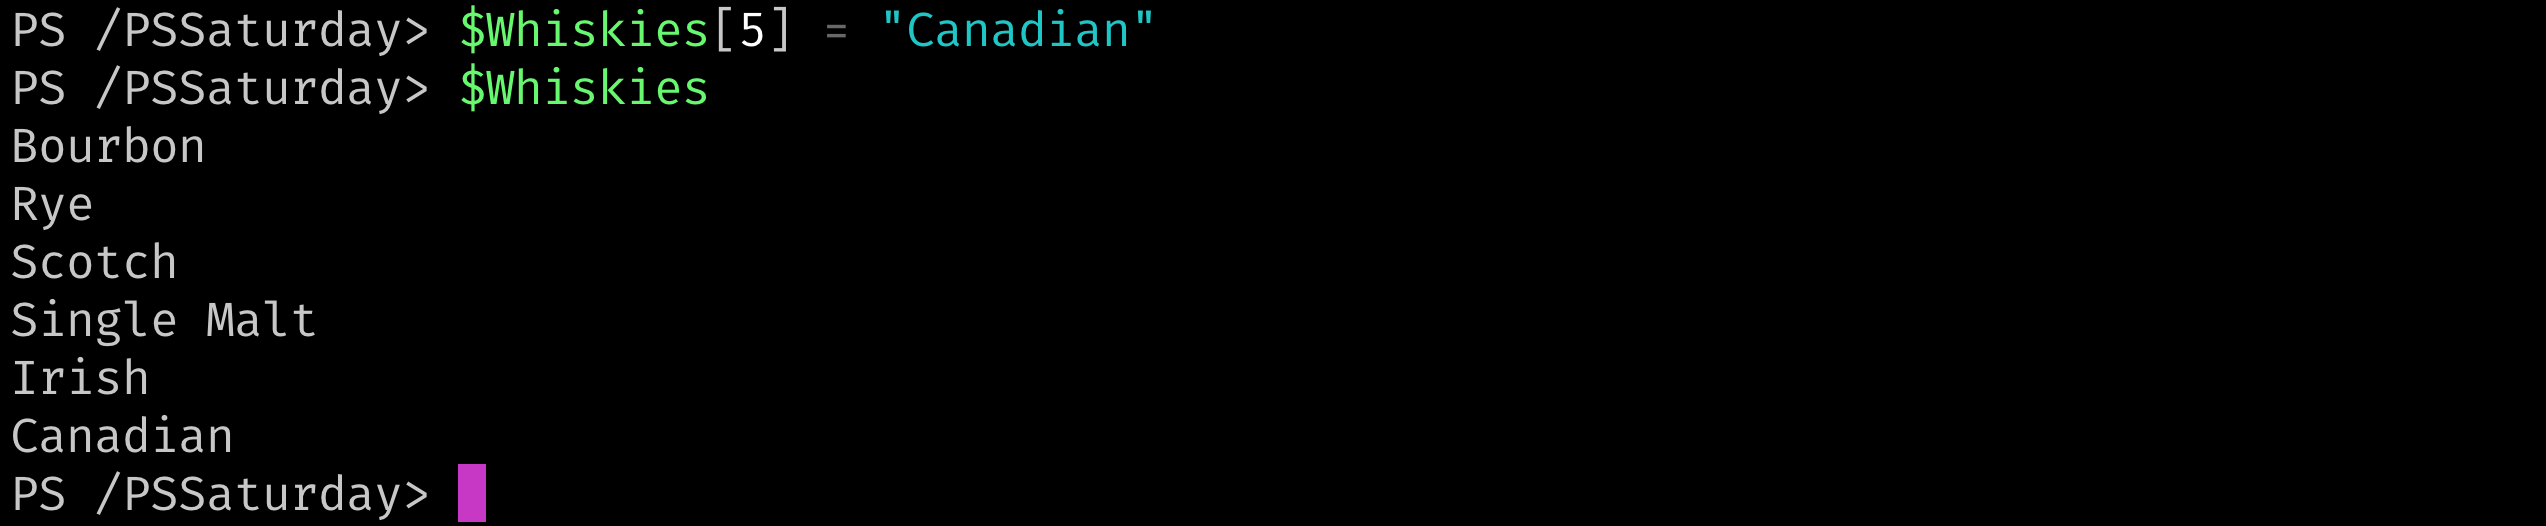 PS /PSSaturday> $Whiskies[5] = "Canadian"
PS /PSSaturday> $Whiskies
Bourbon
Rye
Scotch
Single Malt
Irish
Canadian
PS /PSSaturday>